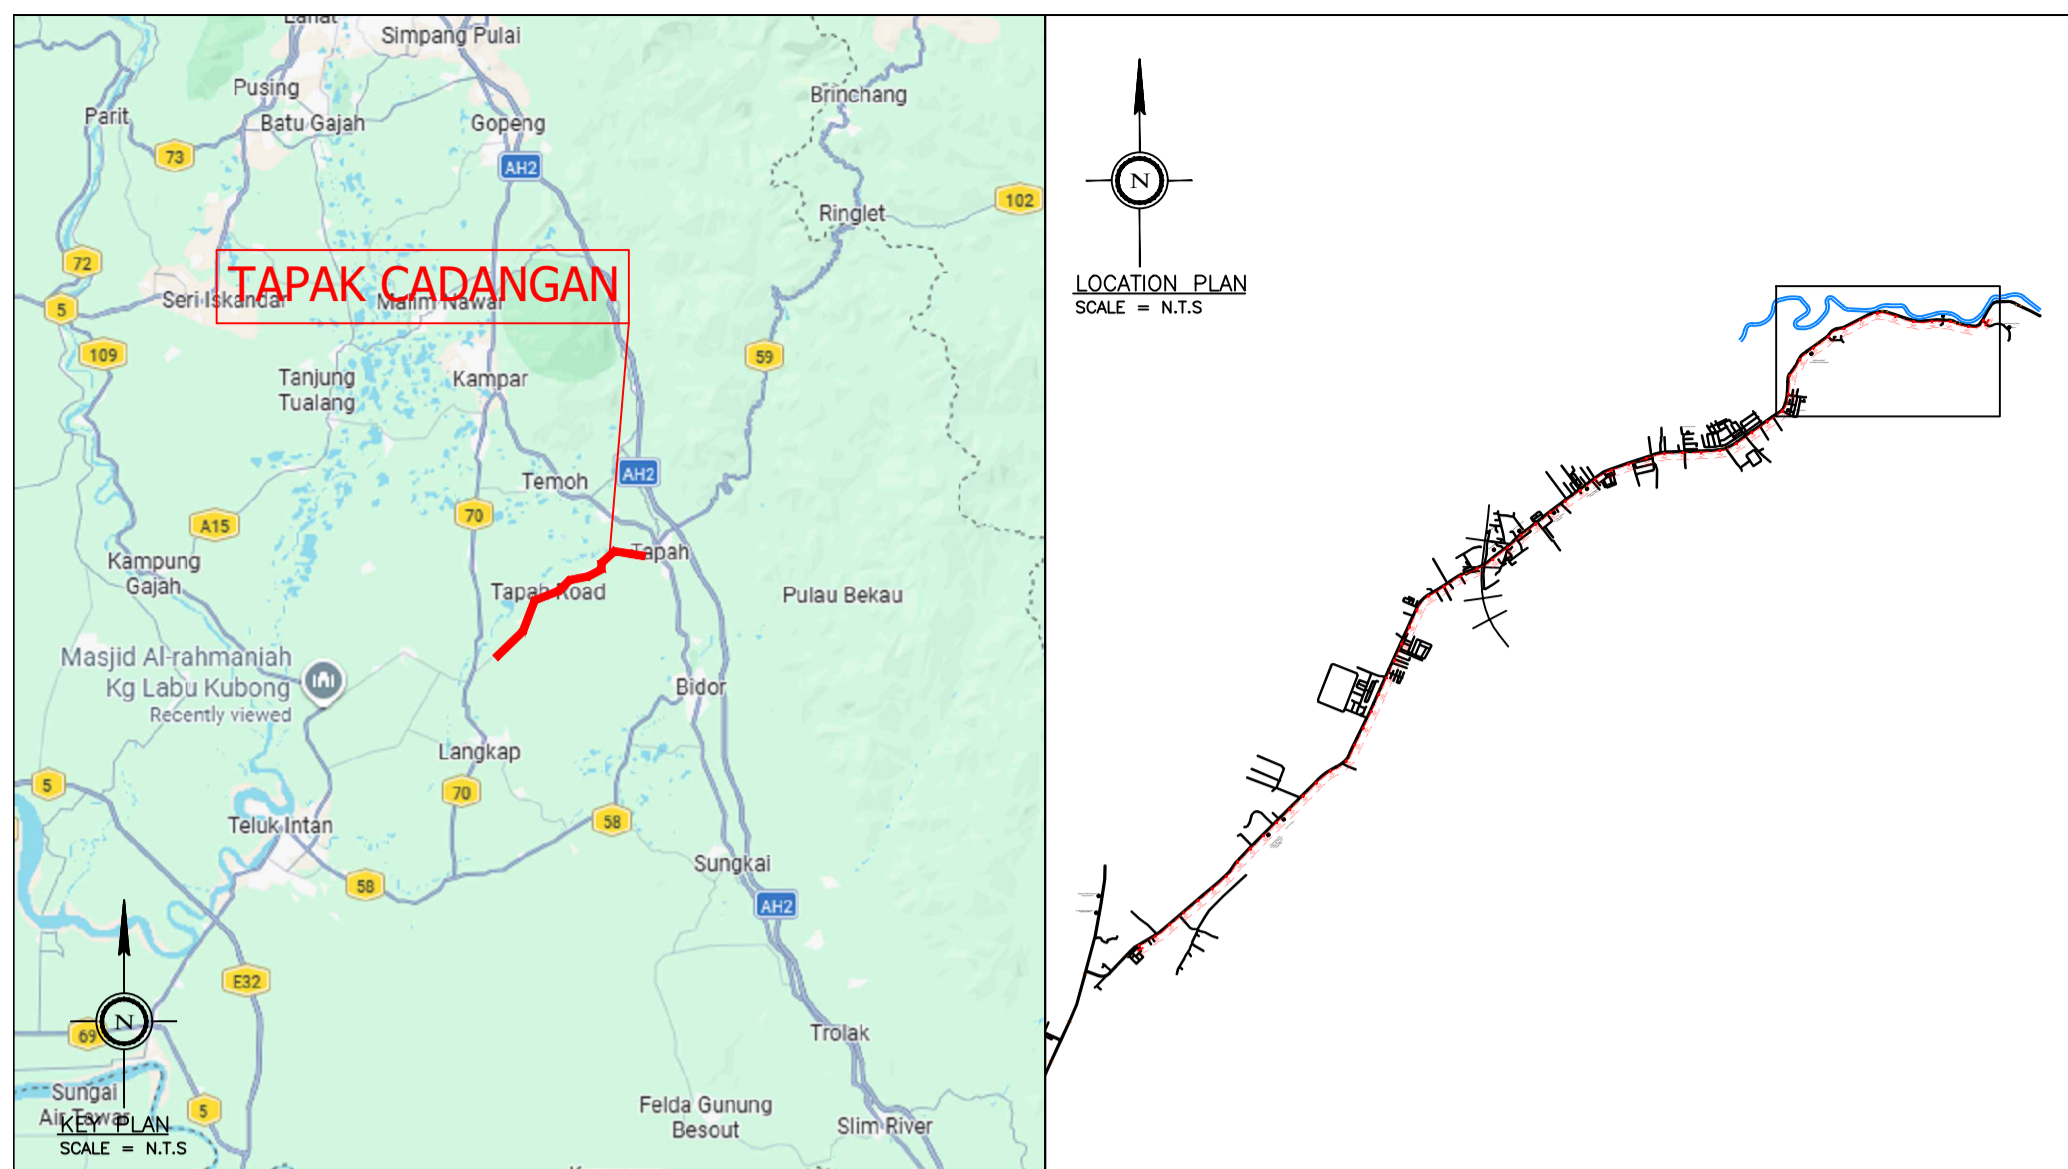 Simpang Pulai
Pusing
Brinchang
Parit
Batu Gajah
Gopeng
73
AH2
102
Ringlet
72
TAPAK CADANGAN
Seri Iskandar
Malim Nawar
5
109
59
Tanjung
Tualang
Kampar
AH2
Temoh
70
A15
Tapah
Kampung
Gajah
Tapah Road
Pulau Bekau
Masjid Al-rahmaniah
Kg Labu Kubong
Recently viewed
Bidor
Langkap
5
70
58
Teluk Intan
Sungkai
58
AH2
E32
N
69
Trolak
Sungai
Air Tawar
5
Felda Gunung
Besout
Slim River
KEY PLAN
SCALE = N.T.S
N
LOCATION PLAN
SCALE = N.T.S